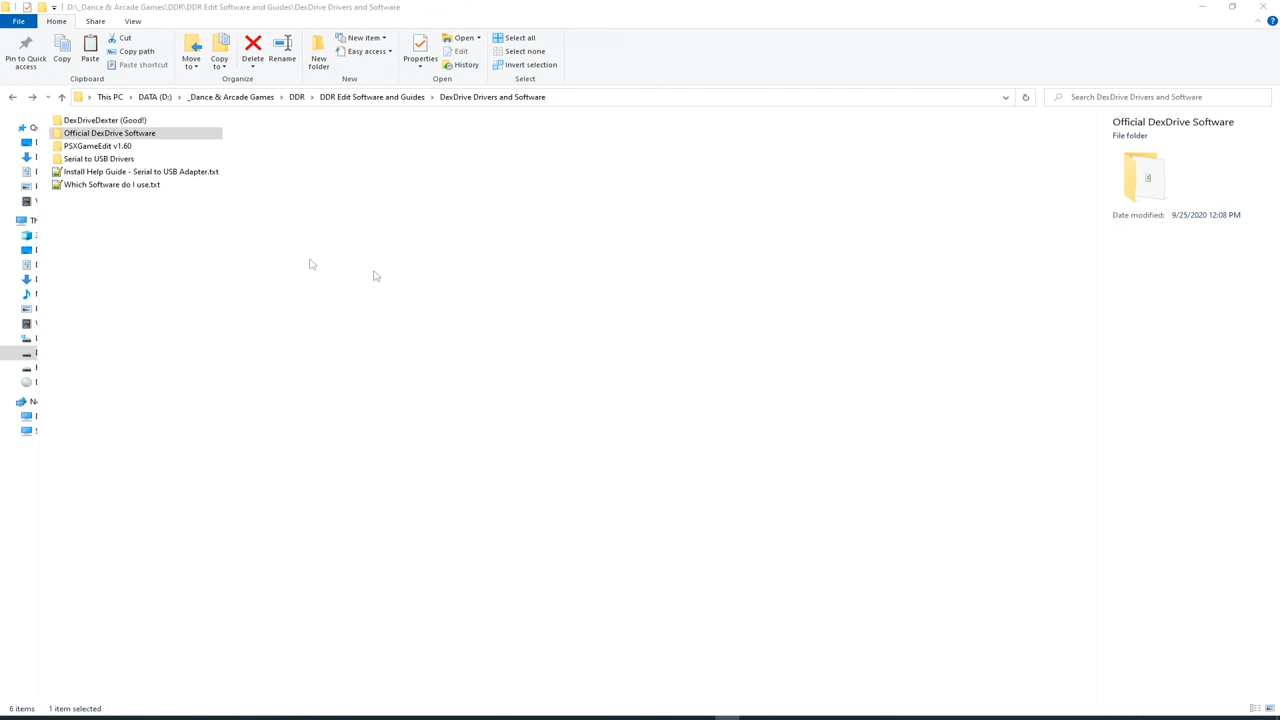 D:\_Dance & Arcade Games\DDR\DDR Edit Software and Guides\DexDrive Drivers and Software
File Home Share View
Pin to Quick access
Copy
Paste
Cut
Copy path
Paste shortcut
Clipboard
Move to
Copy to
Delete
Rename
Organize
New folder
New item
Easy access
New
Properties
Open
Edit
History
Open
Select all
Select none
Invert selection
Select
This PC > DATA (D:) > _Dance & Arcade Games > DDR > DDR Edit Software and Guides > DexDrive Drivers and Software
Search DexDrive Drivers and Software
DexDriveDexter (Good!)
Official DexDrive Software
PSXGameEdit v1.60
Serial to USB Drivers
Install Help Guide - Serial to USB Adapter.txt
Which Software do I use.txt
Official DexDrive Software
File folder
Date modified: 9/25/2020 12:08 PM
6 items 1 item selected